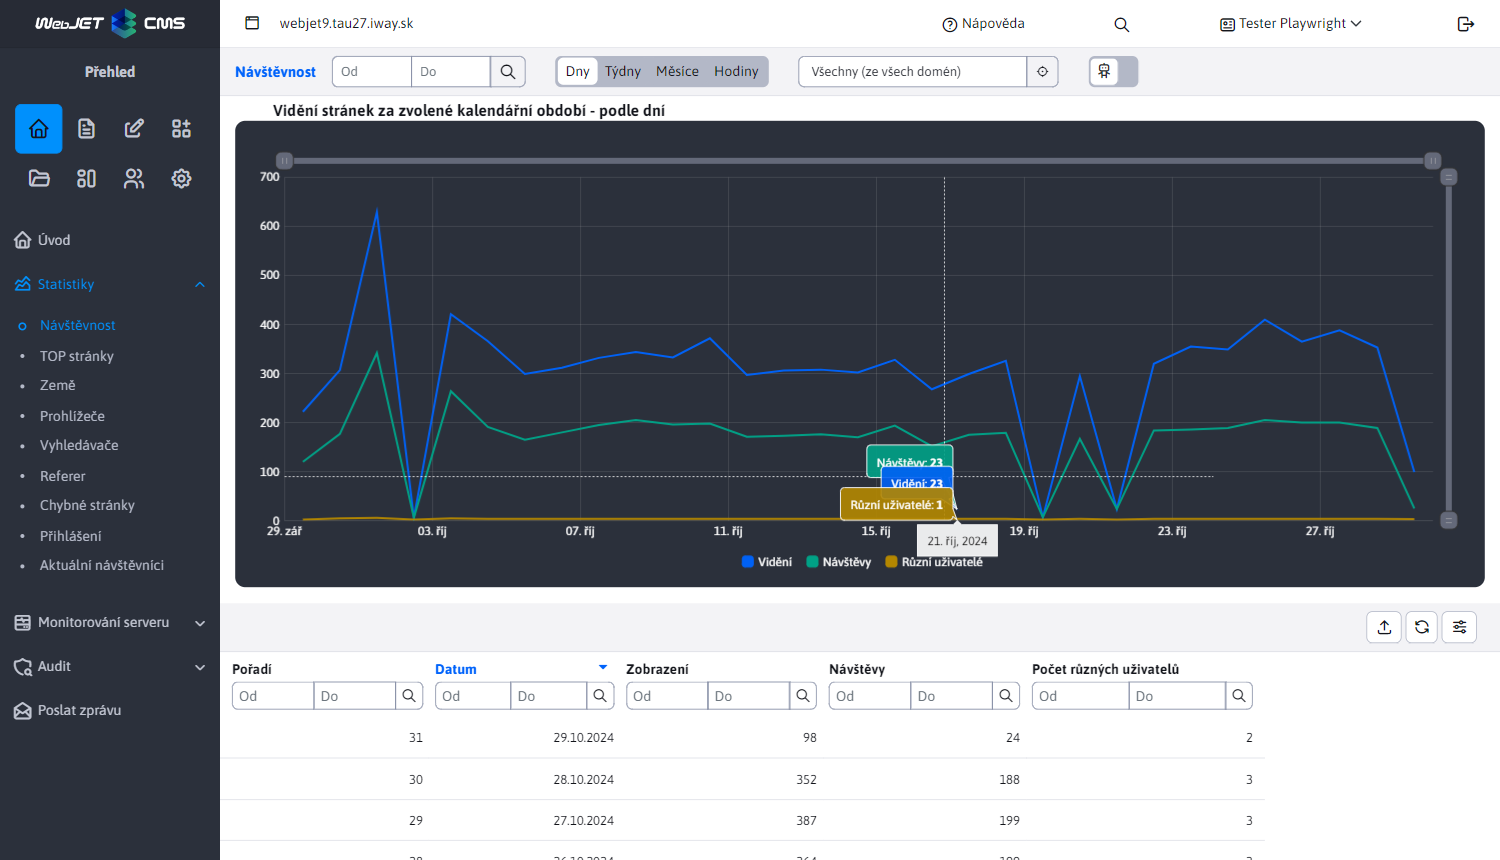 WebJET CMS
webjet9.tau27.iway.sk
Nápověda
Tester Playwright
Přehled
Návštěvnost
Od
Do
Dny
Týdny
Měsíce
Hodiny
Všechny (ze všech domén)
Vidění stránek za zvolené kalendářní období - podle dní
700
600
500
400
300
200
100
0
29. zář
03. říj
07. říj
11. říj
15. říj
19. říj
23. říj
27. říj
Návštěvy: 23
Vidění: 23
Různí uživatelé: 1
21. říj, 2024
Vidění
Návštěvy
Různí uživatelé
Úvod
Statistiky
Návštěvnost
TOP stránky
Země
Prohlížeče
Vyhledávače
Referer
Chybné stránky
Přihlášení
Aktuální návštěvníci
Monitorování serveru
Audit
Poslat zprávu
Pořadí Datum Zobrazení Návštěvy Počet různých uživatelů
Od Do Od Do Od Do Od Do Od Do
31 29.10.2024 98 24 2
30 28.10.2024 352 188 3
29 27.10.2024 387 199 3